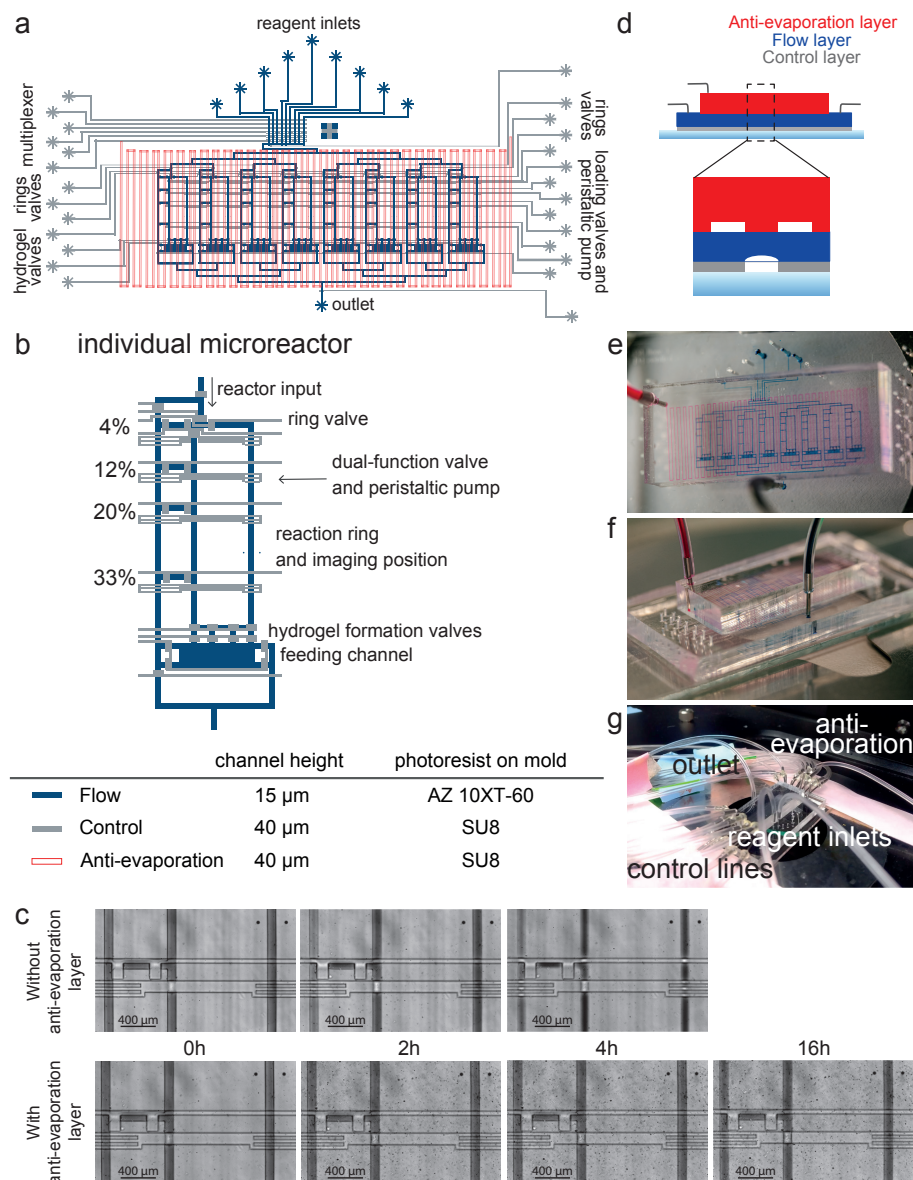 a
reagent inlets
multiplexer
rings
valves
hydrogel
valves
rings
valves
loading valves and
peristaltic pump
outlet
d
Anti-evaporation layer
Flow layer
Control layer
b
individual microreactor
reactor input
ring valve
4%
12%
dual-function valve
and peristaltic pump
20%
reaction ring
and imaging position
33%
hydrogel formation valves
feeding channel
channel height
photoresist on mold
Flow
15 µm
AZ 10XT-60
Control
40 µm
SU8
Anti-evaporation
40 µm
SU8
e
f
g
anti-
evaporation
outlet
reagent inlets
control lines
c
Without
anti-evaporation
layer
400 µm
400 µm
400 µm
0h
2h
4h
16h
With
anti-evaporation
layer
400 µm
400 µm
400 µm
400 µm